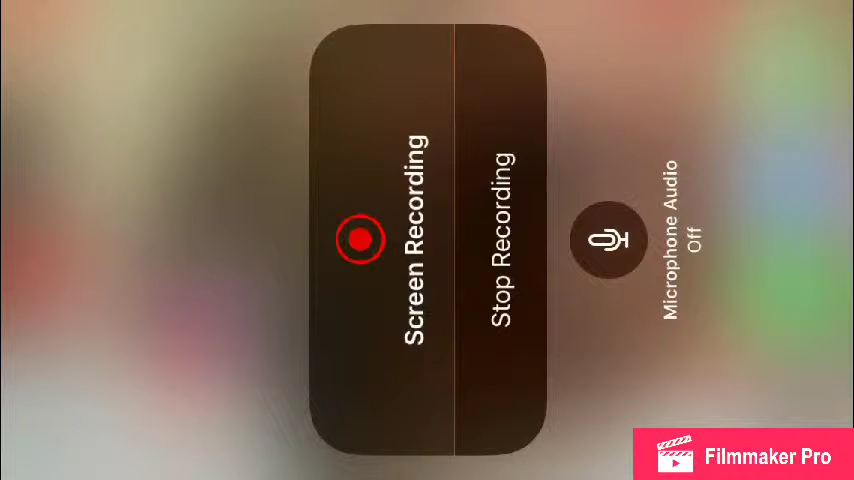 Screen Recording
Stop Recording
Microphone Audio
Off
Filmmaker Pro